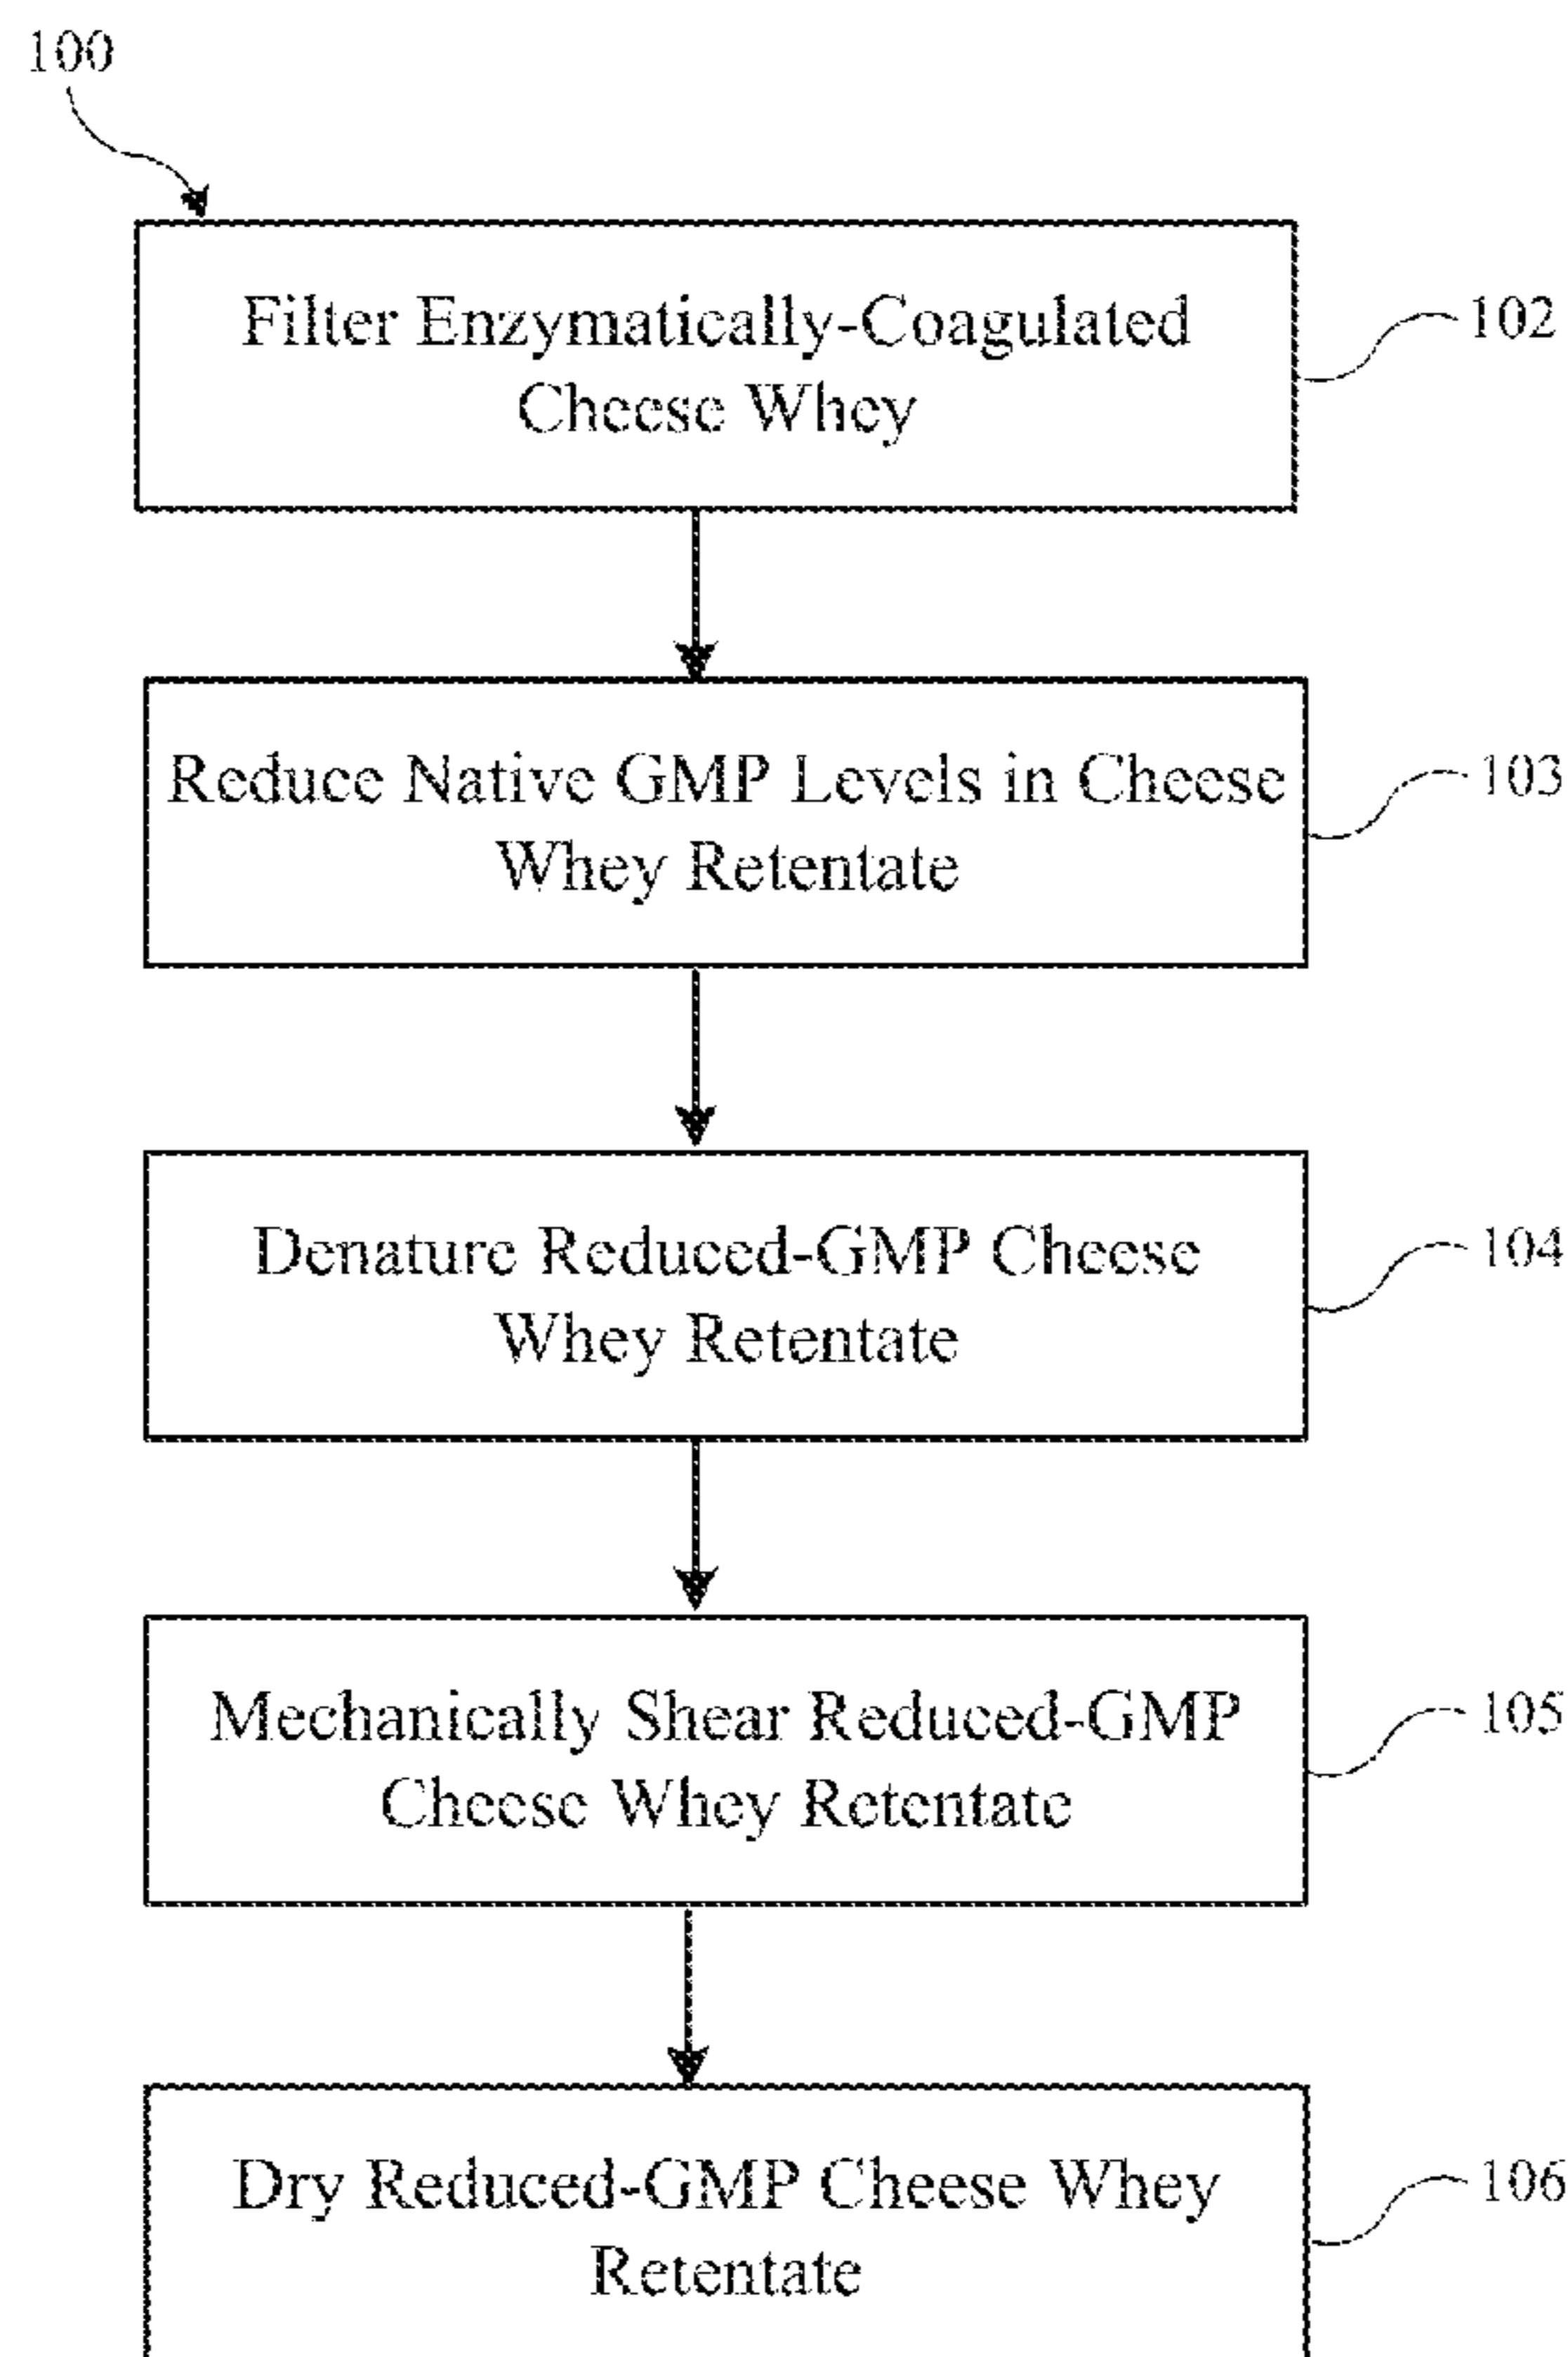 100
Filter Enzymatically-Coagulated
Cheese Whey
102
Reduce Native GMP Levels in Cheese
Whey Retentate
103
Denature Reduced-GMP Cheese
Whey Retentate
104
Mechanically Shear Reduced-GMP
Cheese Whey Retentate
105
Dry Reduced-GMP Cheese Whey
Retentate
106